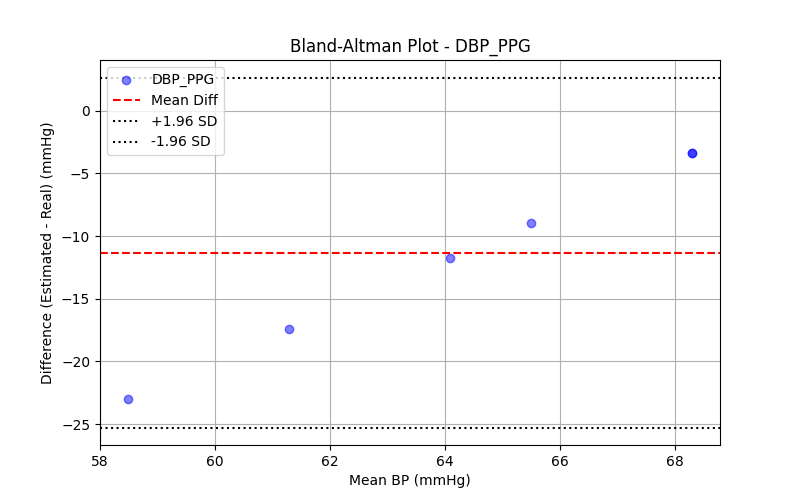 Bland-Altman Plot - DBP_PPG
DBP_PPG
Mean Diff
+1.96 SD
-1.96 SD
Difference (Estimated - Real) (mmHg)
0
−5
−10
−15
−20
−25
58
60
62
64
66
68
Mean BP (mmHg)